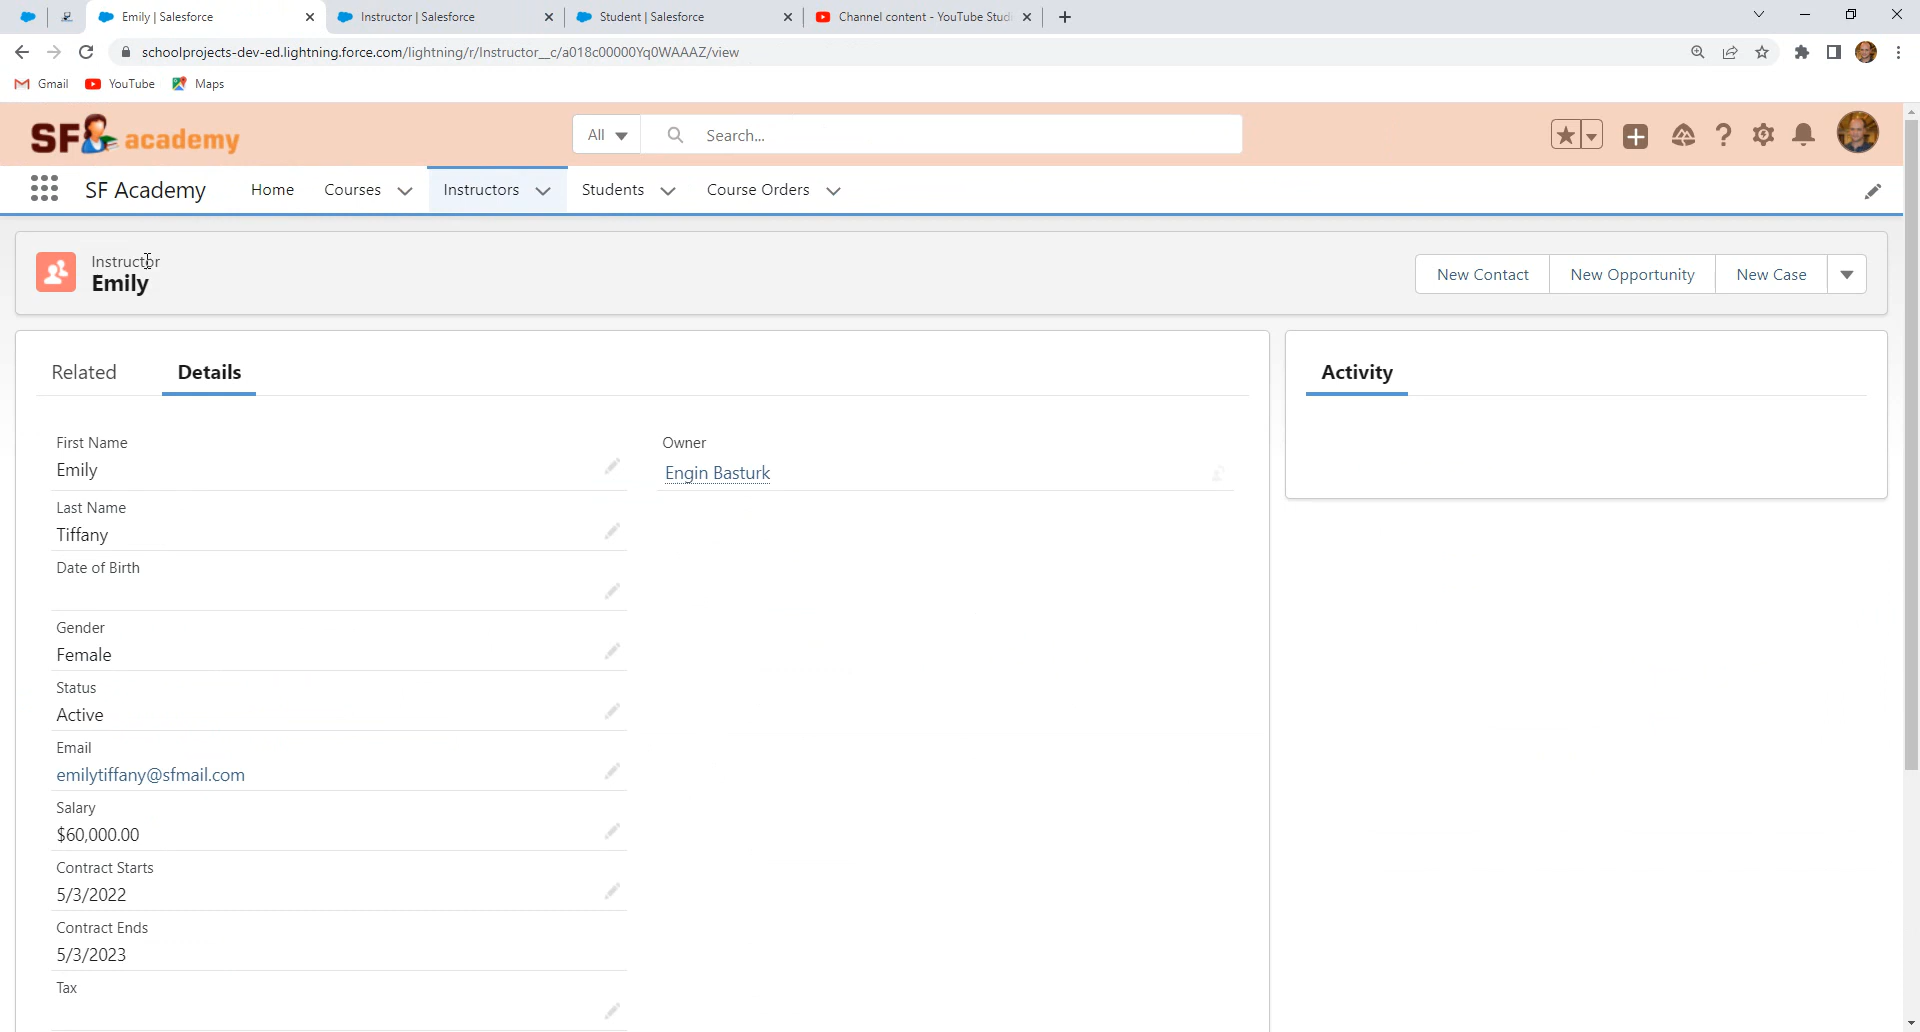 Emily | Salesforce
Instructor | Salesforce
Student | Salesforce
Channel content - YouTube Studi
schoolprojects-dev-ed.lightning.force.com/lightning/r/Instructor__c/a018c00000Yq0WAAAZ/view
Gmail
YouTube
Maps
SF academy
All
Search...
SF Academy
Home
Courses
Instructors
Students
Course Orders
Instructor
Emily
New Contact
New Opportunity
New Case
Related
Details
Activity
First Name
Emily
Owner
Engin Basturk
Last Name
Tiffany
Date of Birth
Gender
Female
Status
Active
Email
emilytiffany@sfmail.com
Salary
$60,000.00
Contract Starts
5/3/2022
Contract Ends
5/3/2023
Tax